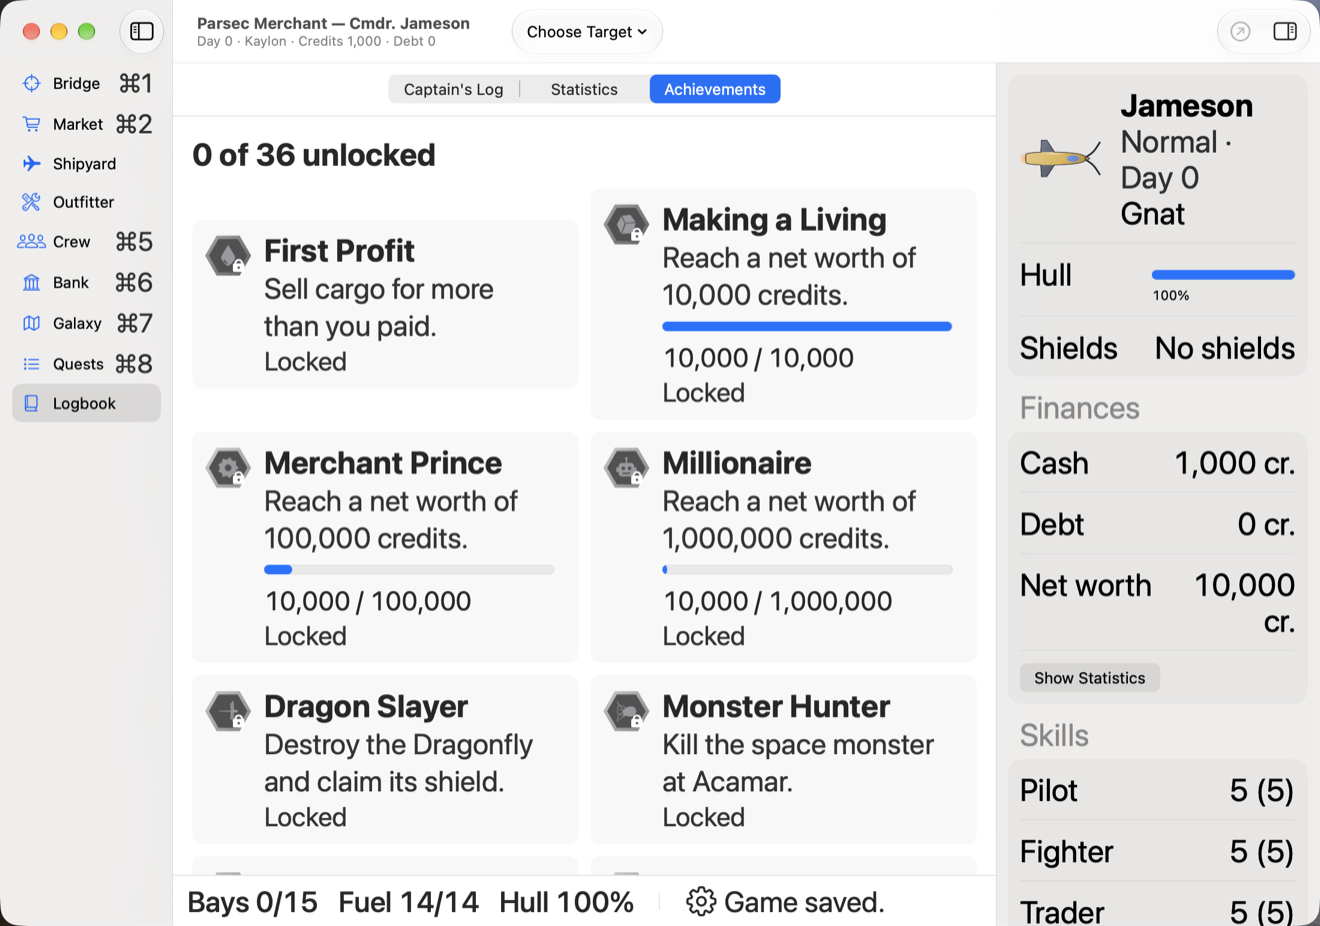 Parsec Merchant — Cmdr. Jameson
Day 0 · Kaylon · Credits 1,000 · Debt 0
Choose Target
Bridge ⌘1
Market ⌘2
Shipyard
Outfitter
Crew ⌘5
Bank ⌘6
Galaxy ⌘7
Quests ⌘8
Logbook
Captain's Log
Statistics
Achievements
0 of 36 unlocked
First Profit
Sell cargo for more
than you paid.
Locked
Making a Living
Reach a net worth of
10,000 credits.
10,000 / 10,000
Locked
Merchant Prince
Reach a net worth of
100,000 credits.
10,000 / 100,000
Locked
Millionaire
Reach a net worth of
1,000,000 credits.
10,000 / 1,000,000
Locked
Dragon Slayer
Destroy the Dragonfly
and claim its shield.
Locked
Monster Hunter
Kill the space monster
at Acamar.
Locked
Bays 0/15 Fuel 14/14 Hull 100% Game saved.
Jameson
Normal ·
Day 0
Gnat
Hull
100%
Shields No shields
Finances
Cash 1,000 cr.
Debt 0 cr.
Net worth 10,000
cr.
Show Statistics
Skills
Pilot 5 (5)
Fighter 5 (5)
Trader 5 (5)